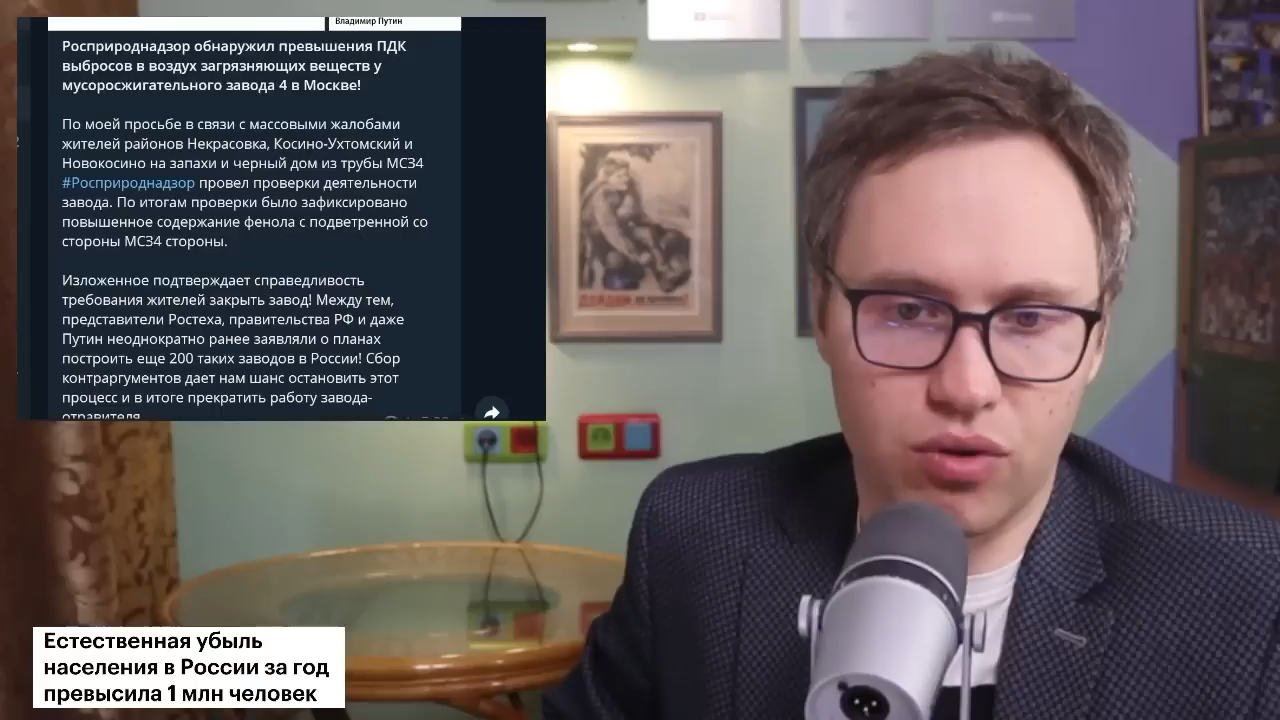 Владимир Путин
Росприроднадзор обнаружил превышения ПДК
выбросов в воздух загрязняющих веществ у
мусоросжигательного завода 4 в Москве!
По моей просьбе в связи с массовыми жалобами
жителей районов Некрасовка, Косино-Ухтомский и
Новокосино на запахи и черный дом из трубы МСЗ4
#Росприроднадзор провел проверки деятельности
завода. По итогам проверки было зафиксировано
повышенное содержание фенола с подветренной со
стороны МСЗ4 стороны.
Изложенное подтверждает справедливость
требования жителей закрыть завод! Между тем,
представители Ростеха, правительства РФ и даже
Путин неоднократно ранее заявляли о планах
построить еще 200 таких заводов в России! Сбор
контраргументов дает нам шанс остановить этот
процесс и в итоге прекратить работу завода-
отравителя
Естественная убыль
населения в России за год
превысила 1 млн человек